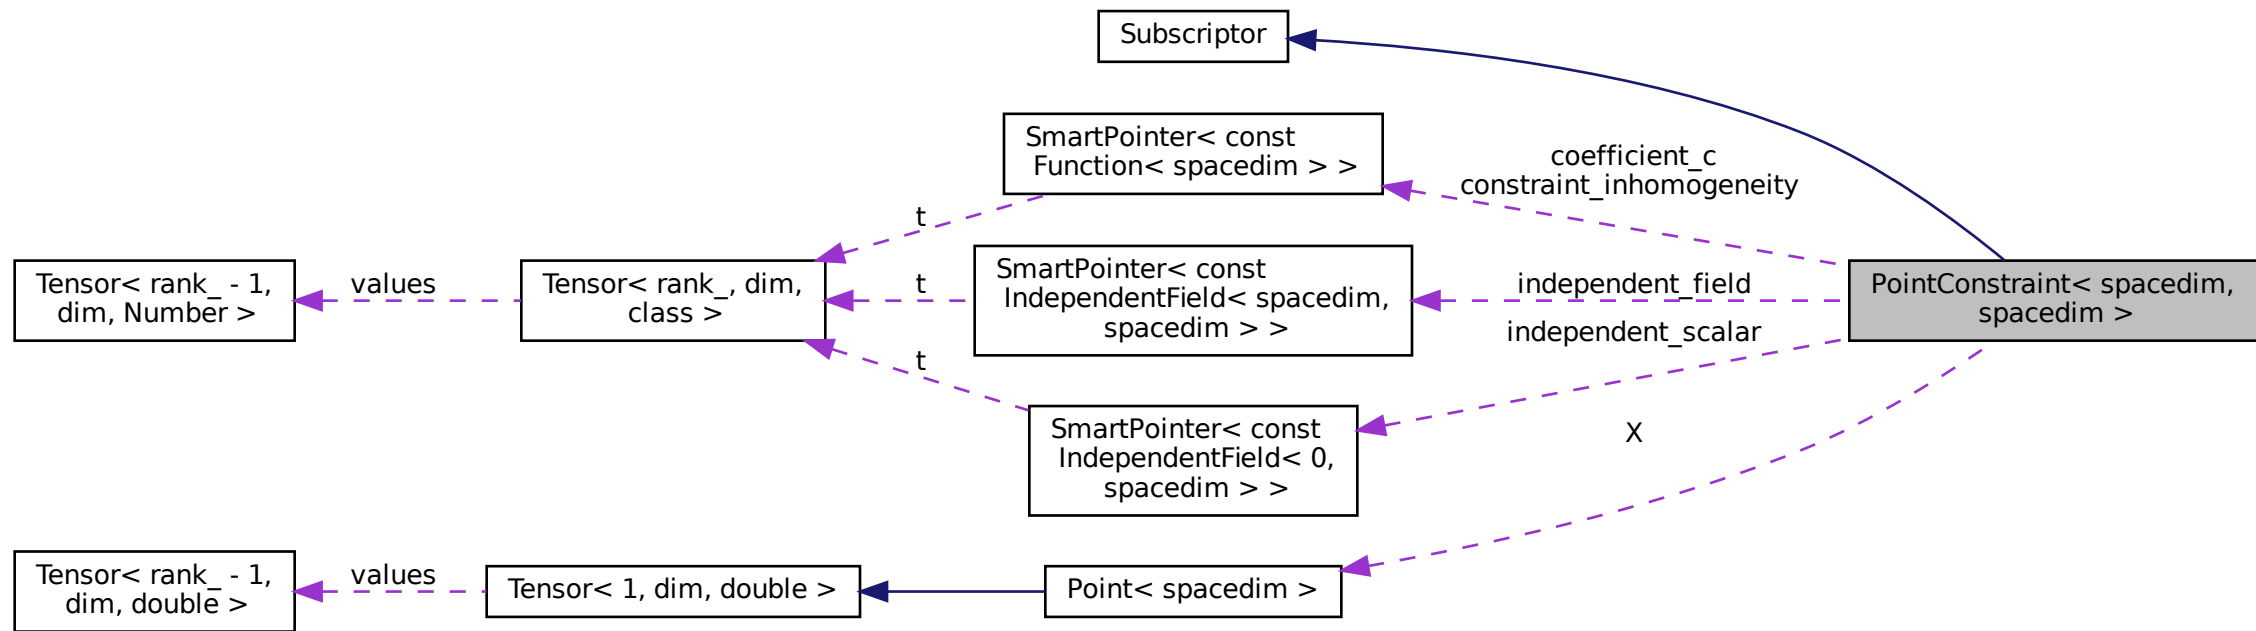 Subscriptor
SmartPointer< const
Function< spacedim > >
coefficient_c
constraint_inhomogeneity
t
Tensor< rank_ - 1,
dim, Number >
values
Tensor< rank_, dim,
class >
t
SmartPointer< const
IndependentField< spacedim,
spacedim > >
independent_field
PointConstraint< spacedim,
spacedim >
independent_scalar
t
SmartPointer< const
IndependentField< 0,
spacedim > >
X
Tensor< rank_ - 1,
dim, double >
values
Tensor< 1, dim, double >
Point< spacedim >